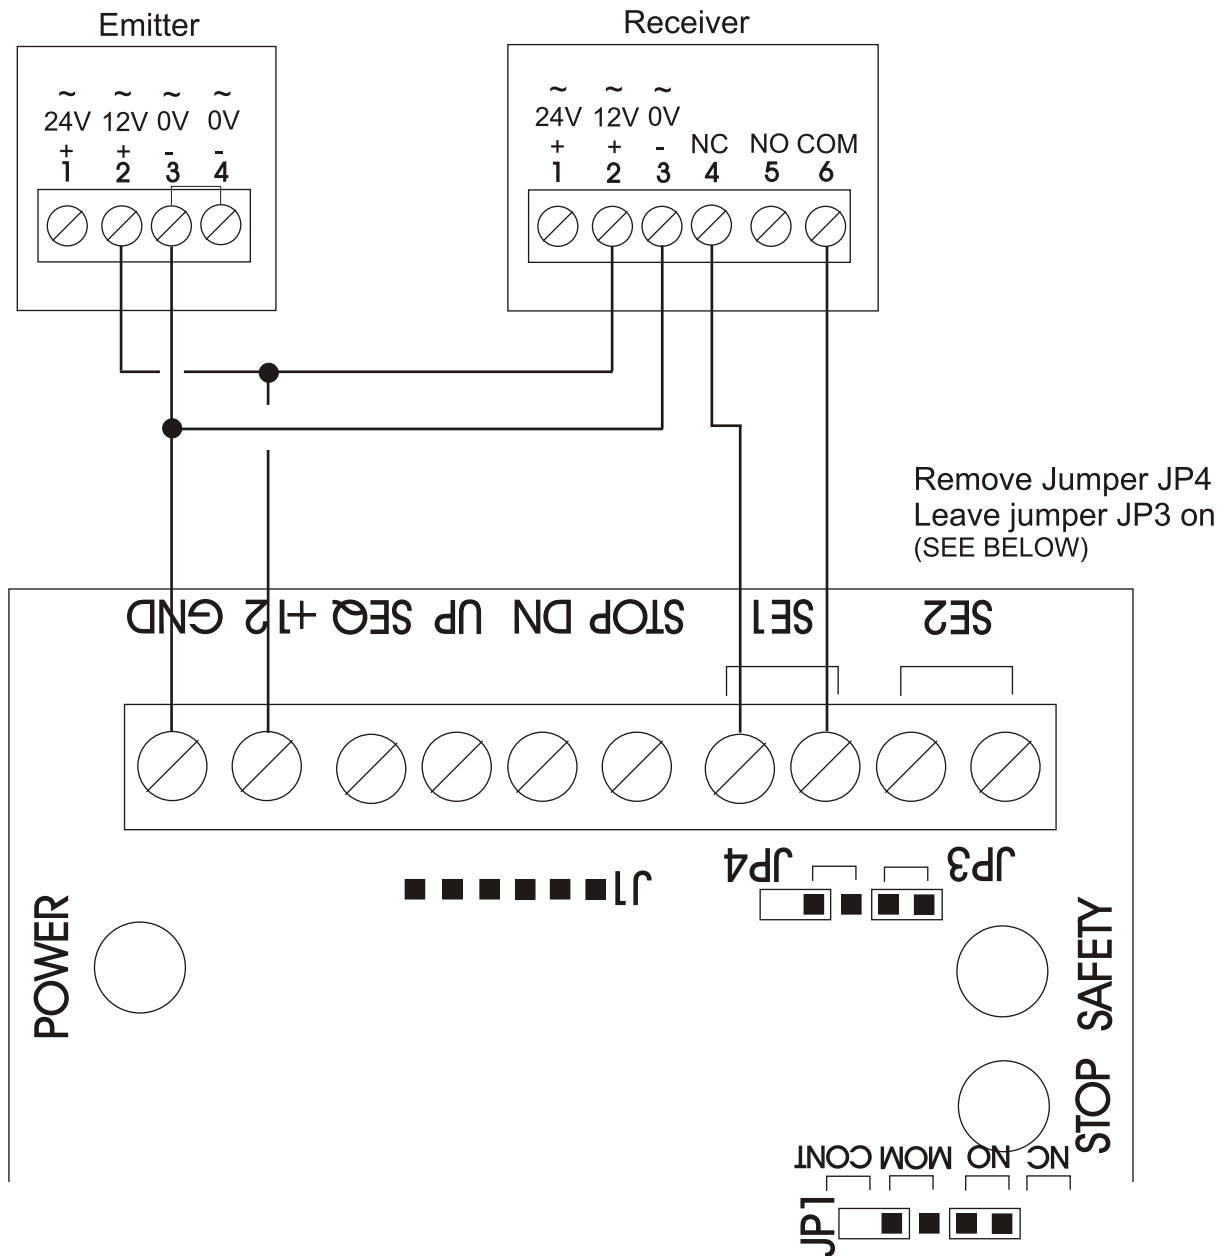 Emitter
Receiver
~ ~ ~ ~
24V 12V 0V 0V
+ + - -
1 2 3 4
~ ~ ~
24V 12V 0V
+ + - NC NO COM
1 2 3 4 5 6
Remove Jumper JP4
Leave jumper JP3 on
(SEE BELOW)
GND +12 SEQ UP DN STOP SE1 SE2
J1
JP4
JP3
POWER
SAFETY
STOP
CONT MOM NO NC
JP1